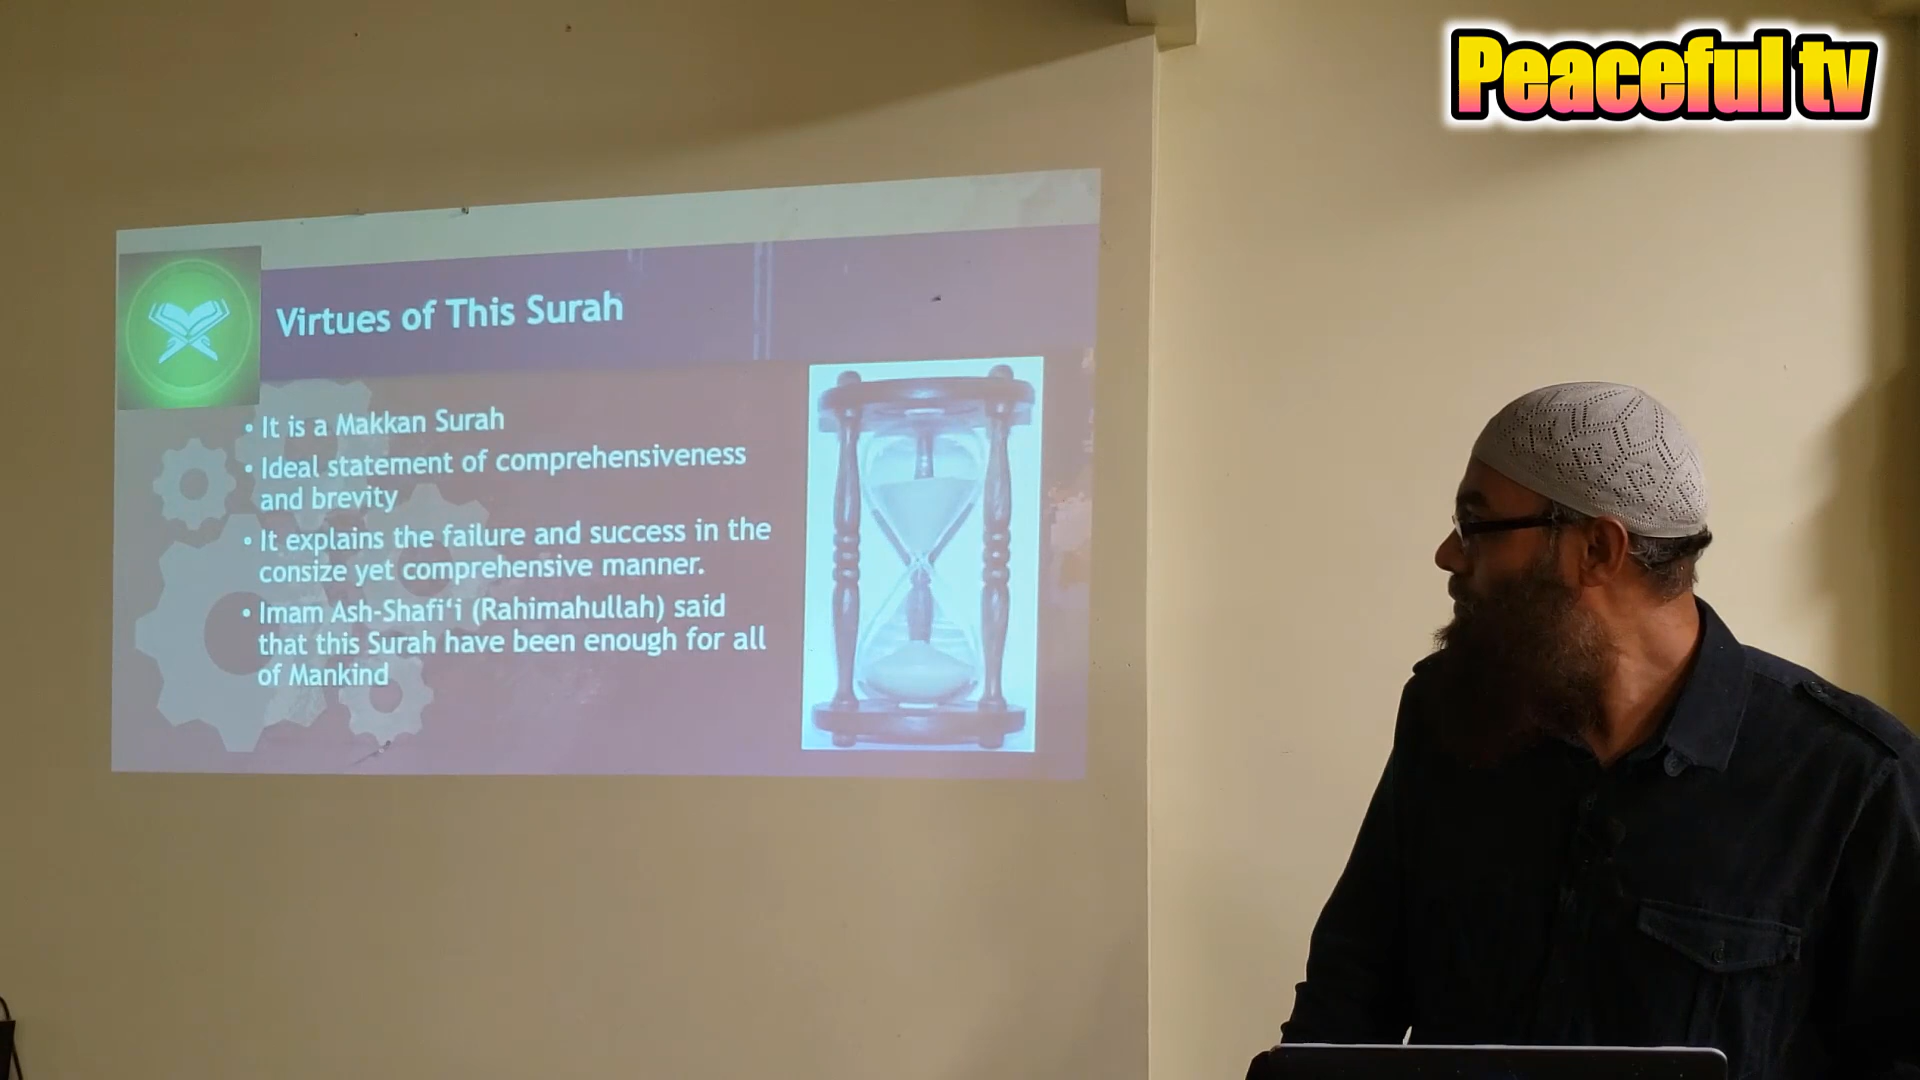 Peaceful tv
Virtues of This Surah
• It is a Makkan Surah
• Ideal statement of comprehensiveness
and brevity
• It explains the failure and success in the
consize yet comprehensive manner.
• Imam Ash-Shafi‘i (Rahimahullah) said
that this Surah have been enough for all
of Mankind